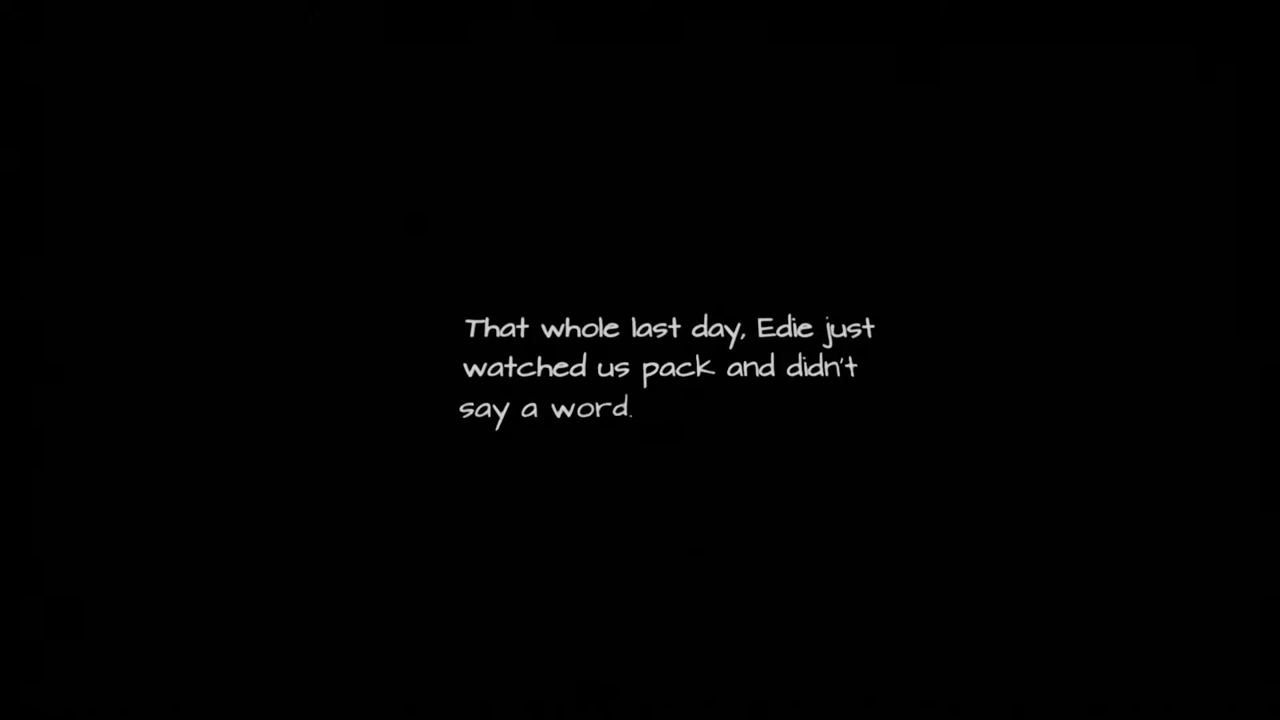 That whole last day, Edie just
watched us pack and didn't
say a word.